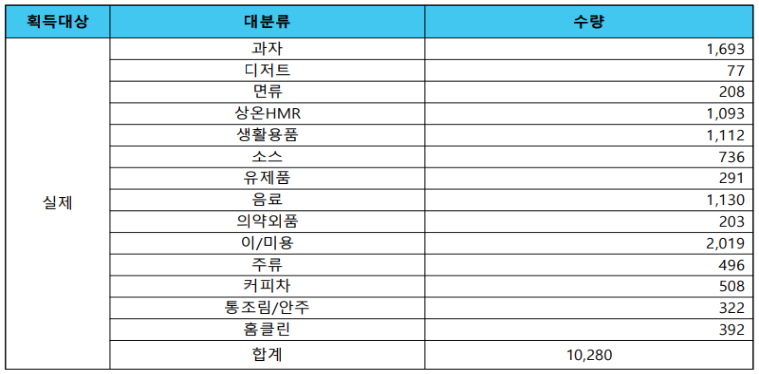 획득대상 대분류 수량
과자 1,693
디저트 77
면류 208
상온HMR 1,093
생활용품 1,112
소스 736
유제품 291
실제 음료 1,130
의약외품 203
이/미용 2,019
주류 496
커피차 508
통조림/안주 322
홈클린 392
합계 10,280